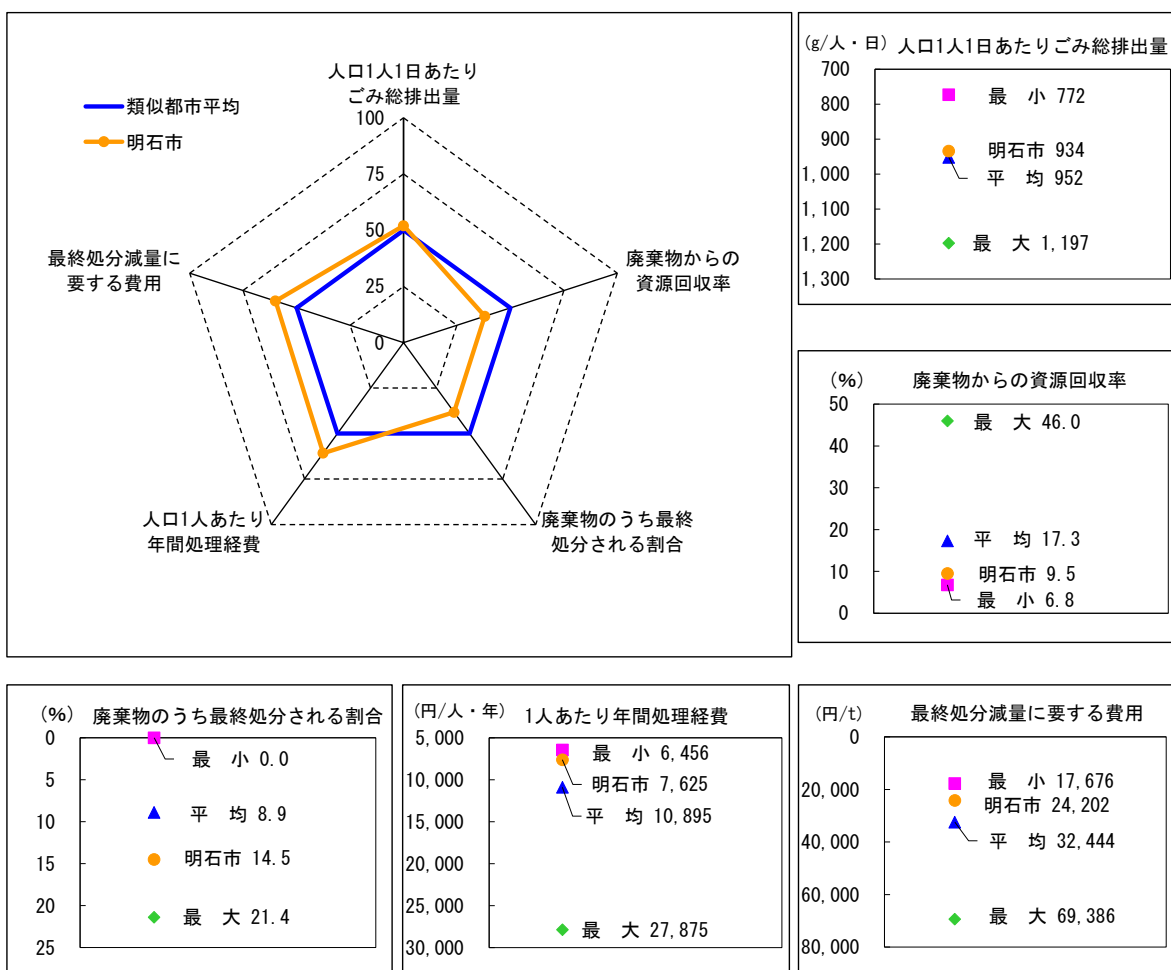 類似都市平均
明石市
人口1人1日あたり
ごみ総排出量
100
75
50
25
0
廃棄物からの
資源回収率
廃棄物のうち最終
処分される割合
人口1人あたり
年間処理経費
最終処分減量に
要する費用
(g/人・日) 人口1人1日あたりごみ総排出量
700
800
900
1,000
1,100
1,200
1,300
最 小 772
明石市 934
平 均 952
最 大 1,197
(%) 廃棄物からの資源回収率
50
40
30
20
10
0
最 大 46.0
平 均 17.3
明石市 9.5
最 小 6.8
(%) 廃棄物のうち最終処分される割合
0
5
10
15
20
25
最 小 0.0
平 均 8.9
明石市 14.5
最 大 21.4
(円/人・年) 1人あたり年間処理経費
5,000
10,000
15,000
20,000
25,000
30,000
最 小 6,456
明石市 7,625
平 均 10,895
最 大 27,875
(円/t) 最終処分減量に要する費用
0
20,000
40,000
60,000
80,000
最 小 17,676
明石市 24,202
平 均 32,444
最 大 69,386